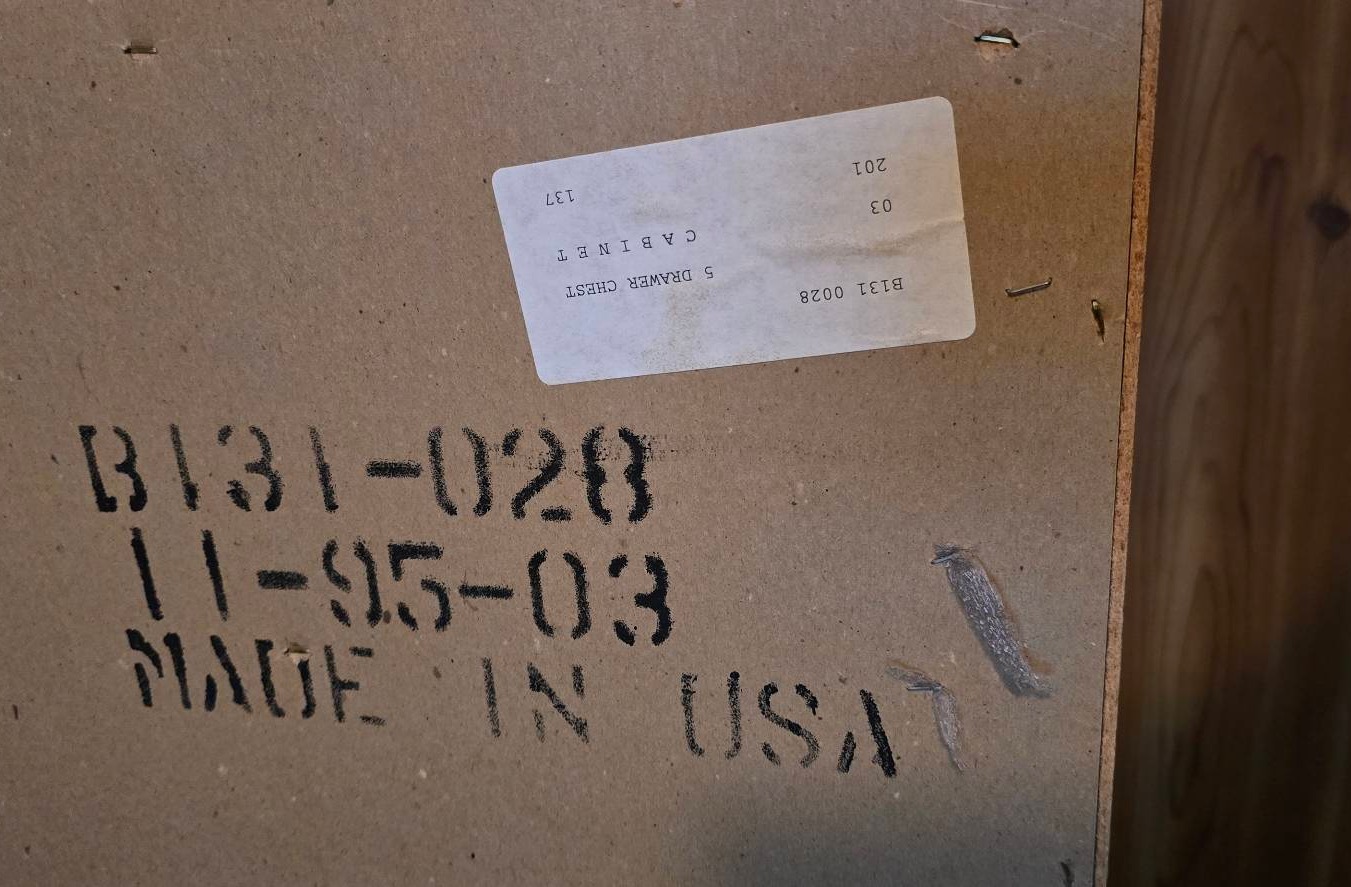 B131 0028
5 DRAWER CHEST
CABINET
03
201
137
B131-028
11-95-03
MADE IN USA